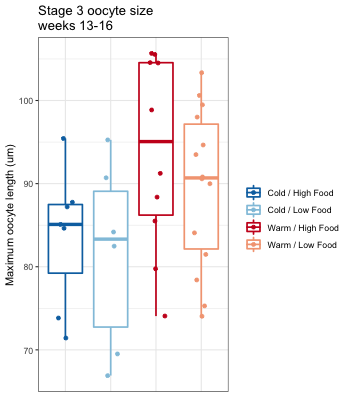 Stage 3 oocyte size
weeks 13-16
Maximum oocyte length (um)
100
90
80
70
Cold / High Food
Cold / Low Food
Warm / High Food
Warm / Low Food